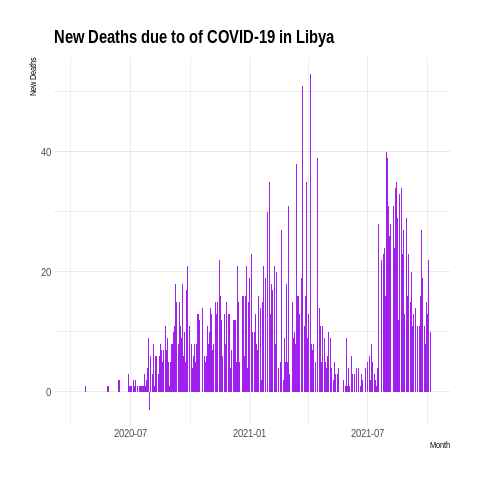 New Deaths due to of COVID-19 in Libya
New Deaths
40
20
0
2020-07
2021-01
2021-07
Month